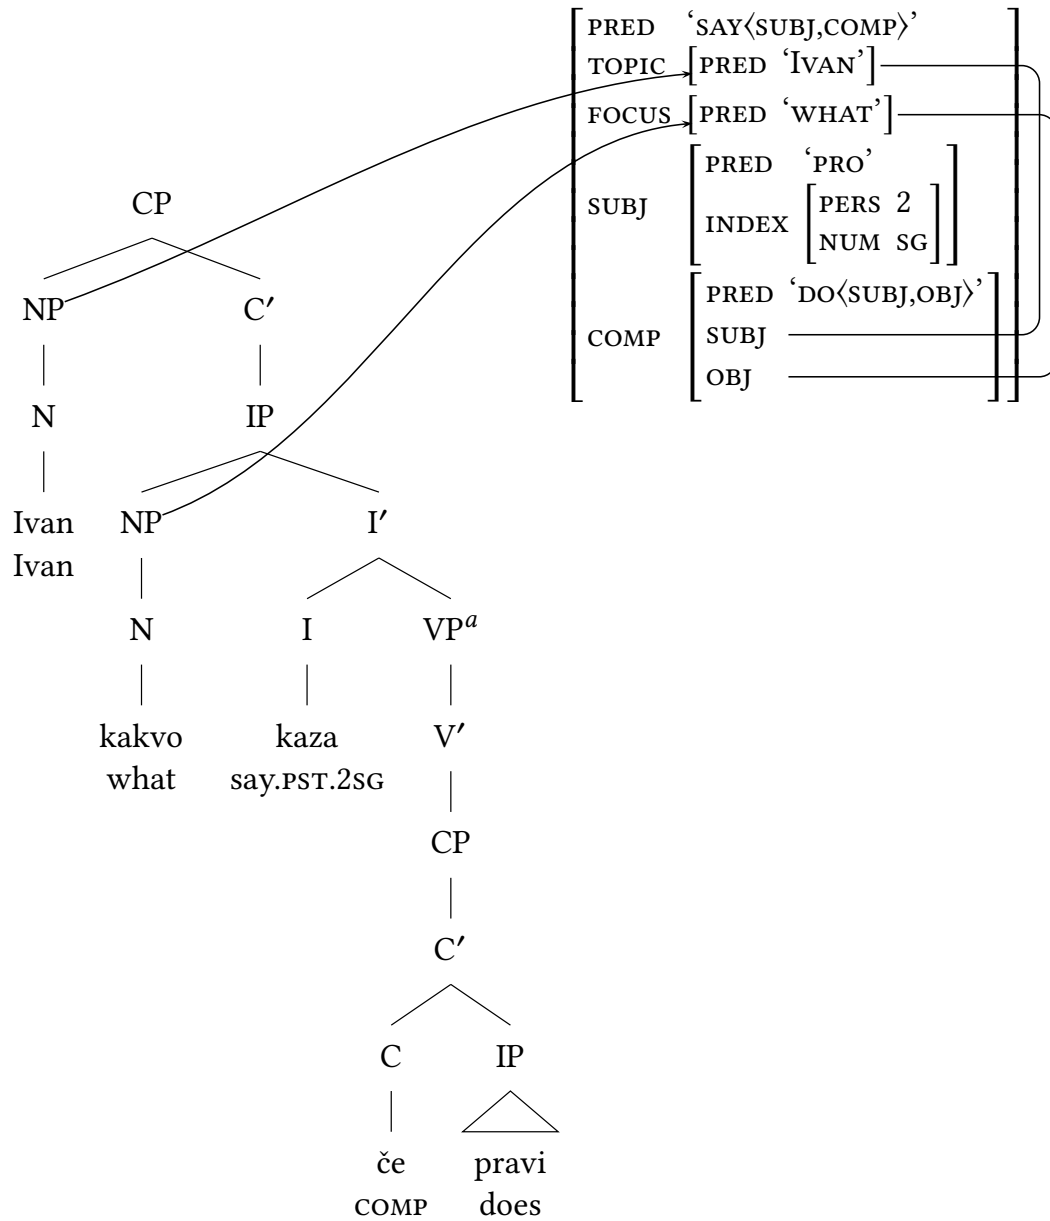 PRED ‘SAY⟨SUBJ,COMP⟩’
TOPIC [PRED ‘IVAN’]
FOCUS [PRED ‘WHAT’]
PRED ‘PRO’
SUBJ
INDEX
PERS 2
NUM SG
PRED ‘DO⟨SUBJ,OBJ⟩’
COMP
SUBJ
OBJ
CP
NP C′
N IP
Ivan NP I′
Ivan
N I VPᵃ
kakvo kaza V′
what say.PST.2SG
CP
C′
C IP
če pravi
COMP does